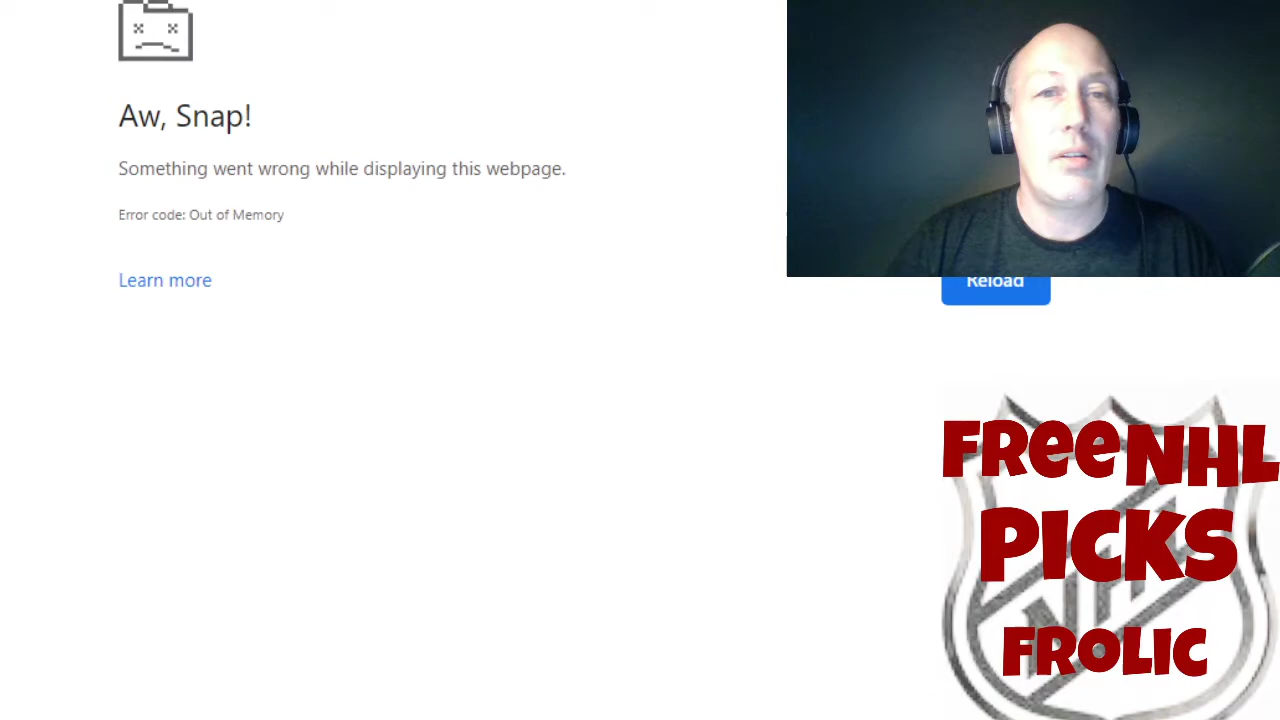 Aw, Snap!
Something went wrong while displaying this webpage.
Error code: Out of Memory
Learn more
Reload
FReeNHL
PICKS
FROLIC
NHL